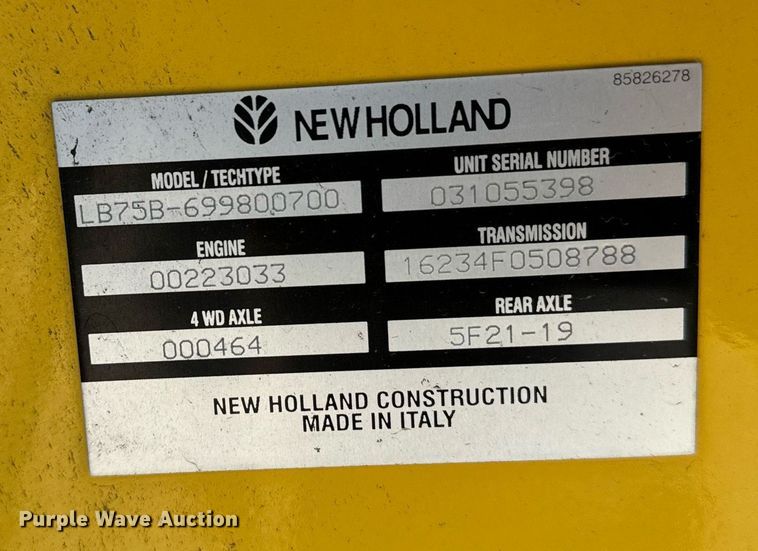 85826278
NEW HOLLAND
MODEL / TECHTYPE
LB75B-699800700
UNIT SERIAL NUMBER
031055398
ENGINE
00223033
TRANSMISSION
16234F0508788
4 WD AXLE
000464
REAR AXLE
5F21-19
NEW HOLLAND CONSTRUCTION
MADE IN ITALY
Purple Wave Auction